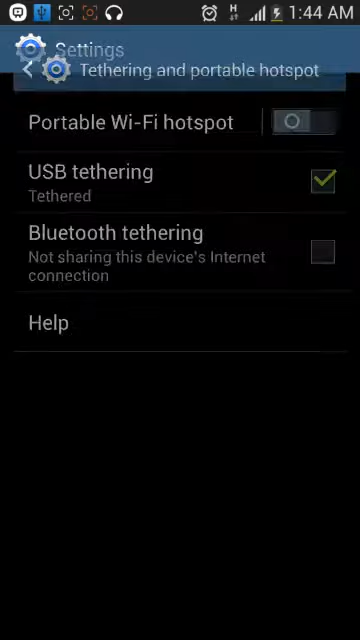 H
1:44 AM
Settings
Tethering and portable hotspot
Portable Wi-Fi hotspot
USB tethering
Tethered
Bluetooth tethering
Not sharing this device's Internet
connection
Help